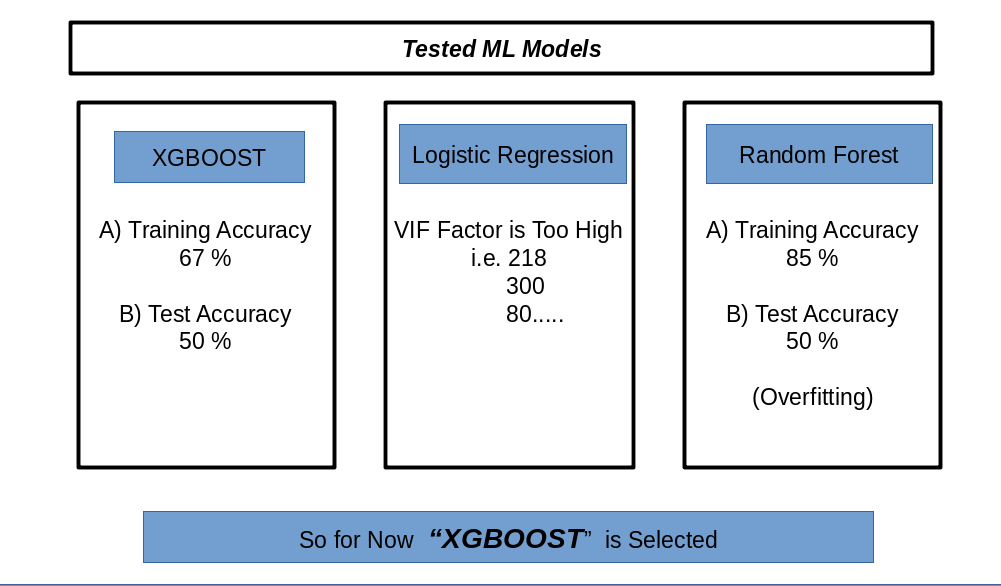 Tested ML Models
XGBOOST
A) Training Accuracy
67 %
B) Test Accuracy
50 %
Logistic Regression
VIF Factor is Too High
i.e. 218
300
80.....
Random Forest
A) Training Accuracy
85 %
B) Test Accuracy
50 %
(Overfitting)
So for Now “XGBOOST” is Selected